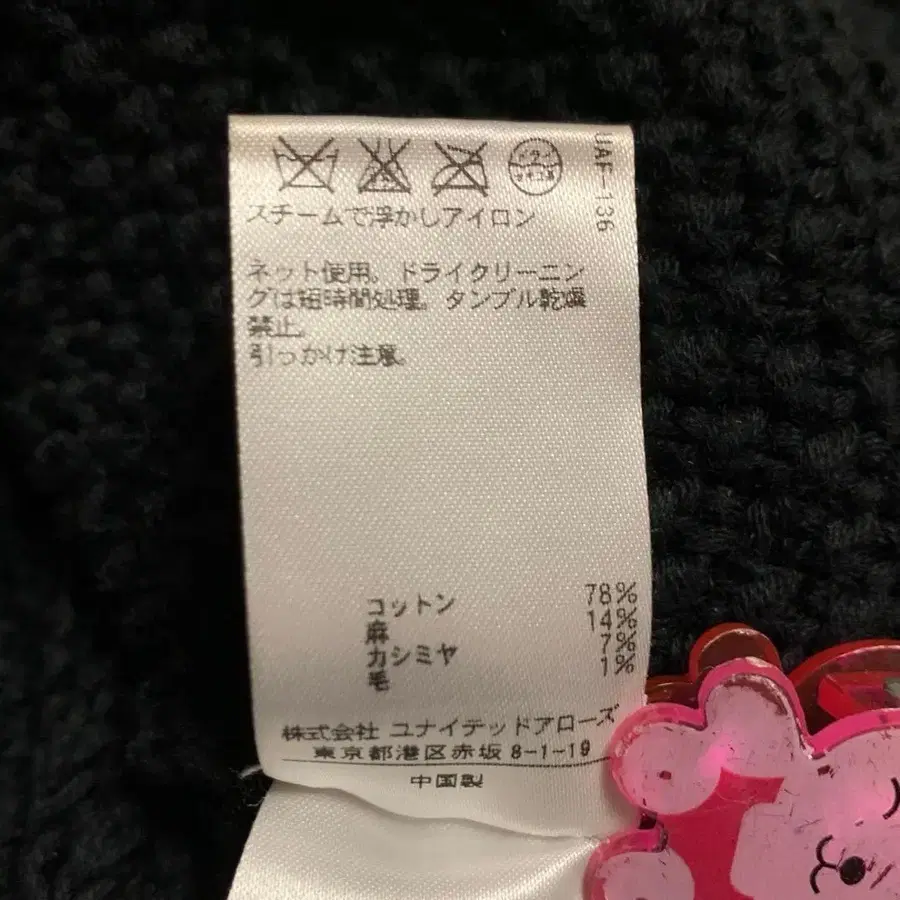 UAF-136
スチームで浮かしアイロン
ネット使用。ドライクリーニン
グは短時間処理。タンブル乾燥
禁止。
引っかけ注意。
コットン 78%
麻 14%
カシミヤ 7%
毛 1%
株式会社 ユナイテッドアローズ
東京都港区赤坂 8-1-19
中国製